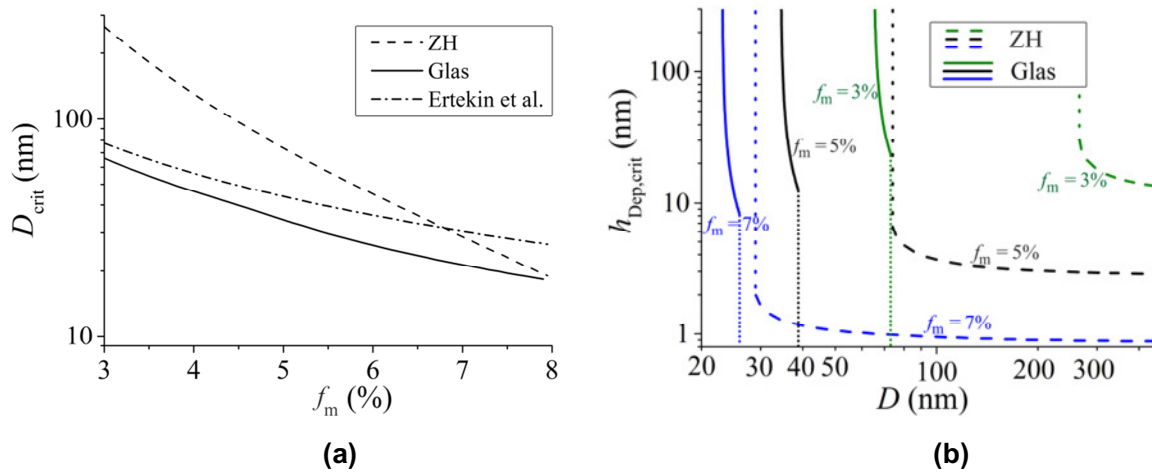 ZH
Glas
Ertekin et al.
100
10
D_crit (nm)
3 4 5 6 7 8
f_m (%)
(a)
ZH
Glas
100
10
1
h_Dep,crit (nm)
f_m = 3%
f_m = 5%
f_m = 3%
f_m = 7%
f_m = 5%
f_m = 7%
20 30 40 50 100 200 300
D (nm)
(b)